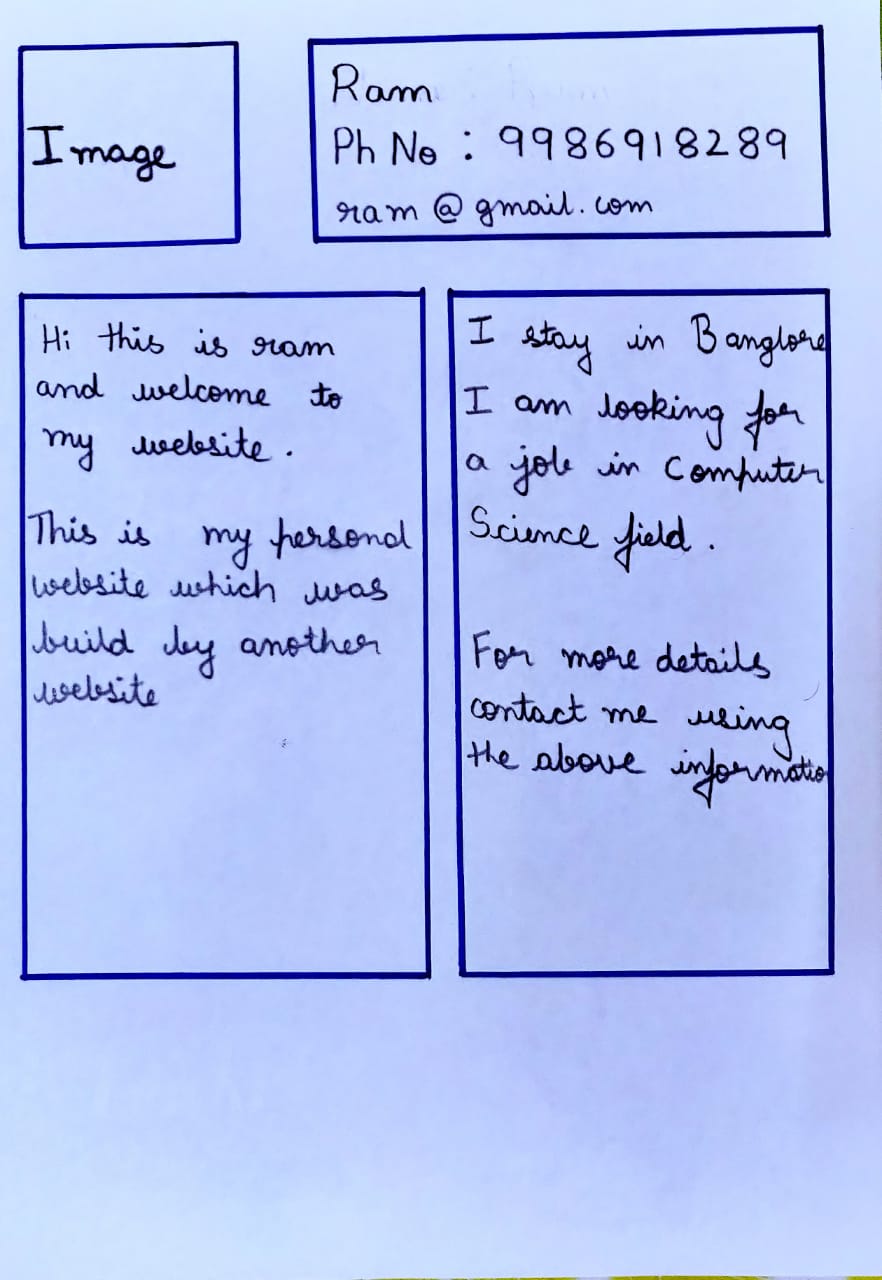 Image
Ram
Ph No : 9986918289
ram @ gmail. com
Hi this is ram
and welcome to
my website.
This is my personal
website which was
build by another
website
I stay in Banglore
I am looking for
a job in Computer
Science field.
For more details
contact me using
the above informatio